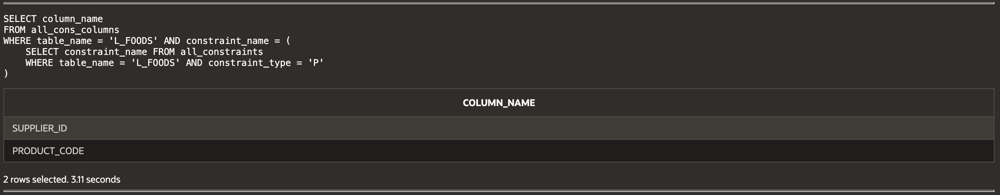 SELECT column_name
FROM all_cons_columns
WHERE table_name = 'L_FOODS' AND constraint_name = (
    SELECT constraint_name FROM all_constraints
    WHERE table_name = 'L_FOODS' AND constraint_type = 'P'
)
COLUMN_NAME
SUPPLIER_ID
PRODUCT_CODE
2 rows selected. 3.11 seconds